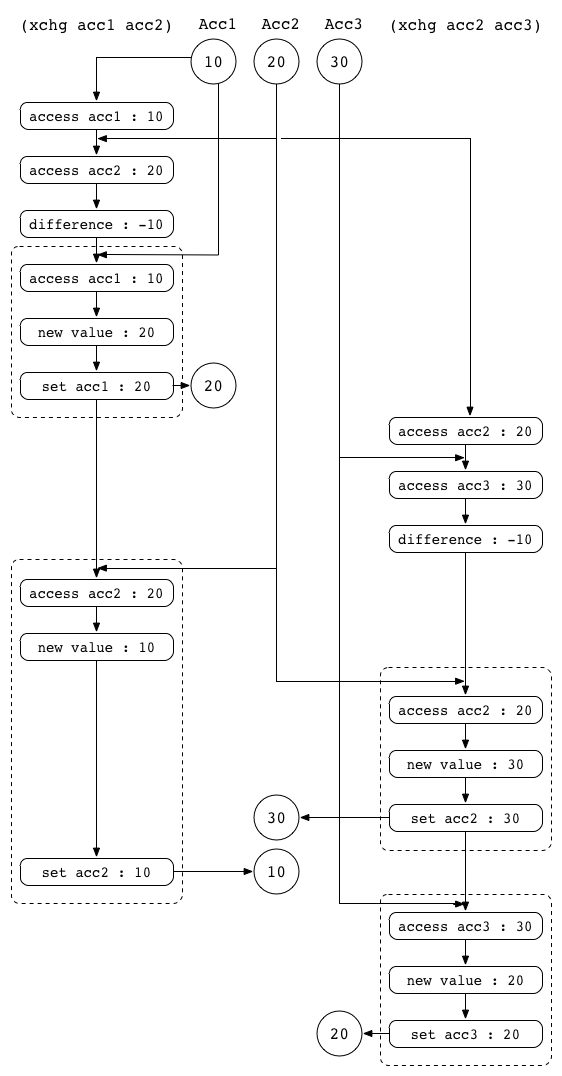 (xchg acc1 acc2) Acc1 Acc2 Acc3 (xchg acc2 acc3)
10 20 30
access acc1 : 10
access acc2 : 20
difference : -10
access acc1 : 10
new value : 20
set acc1 : 20 20
access acc2 : 20
access acc3 : 30
difference : -10
access acc2 : 20
new value : 10
access acc2 : 20
new value : 30
30 set acc2 : 30
set acc2 : 10 10
access acc3 : 30
new value : 20
20 set acc3 : 20